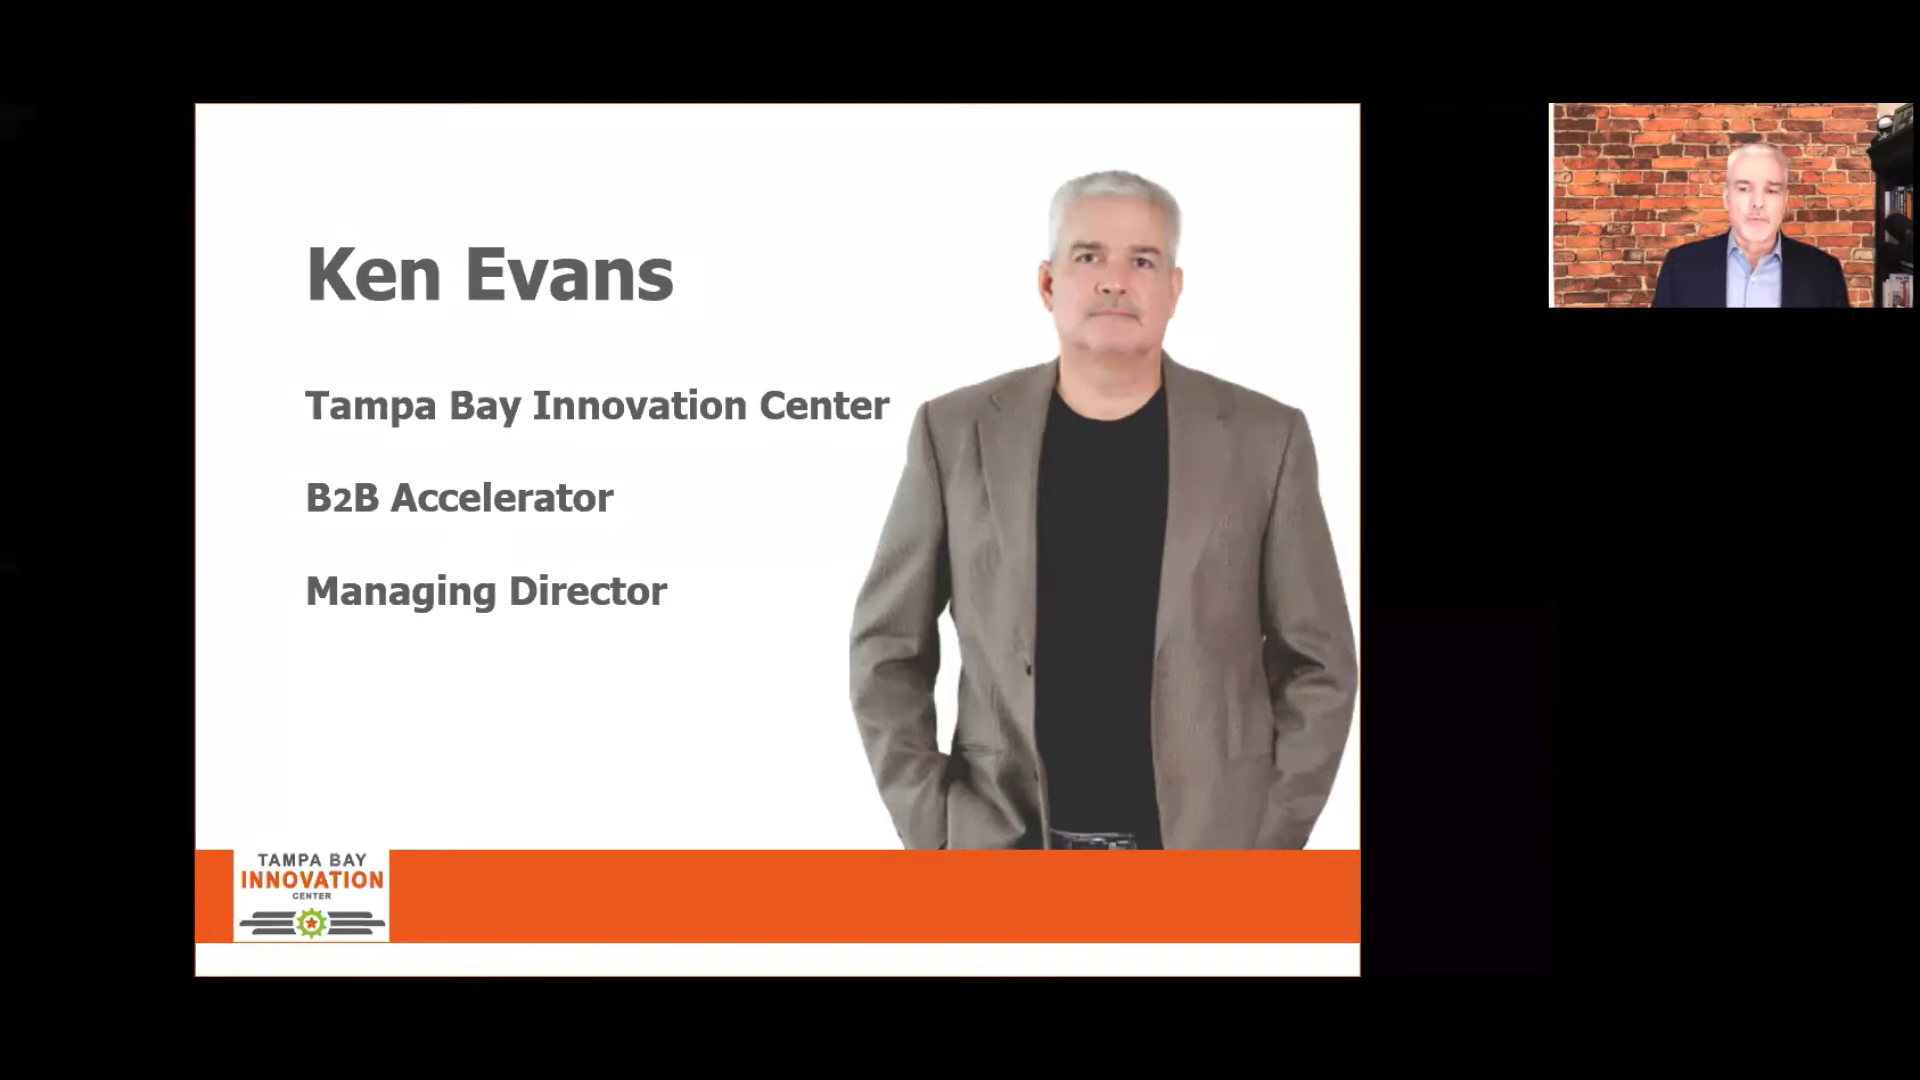 Ken Evans
Tampa Bay Innovation Center
B2B Accelerator
Managing Director
TAMPA BAY
INNOVATION
CENTER